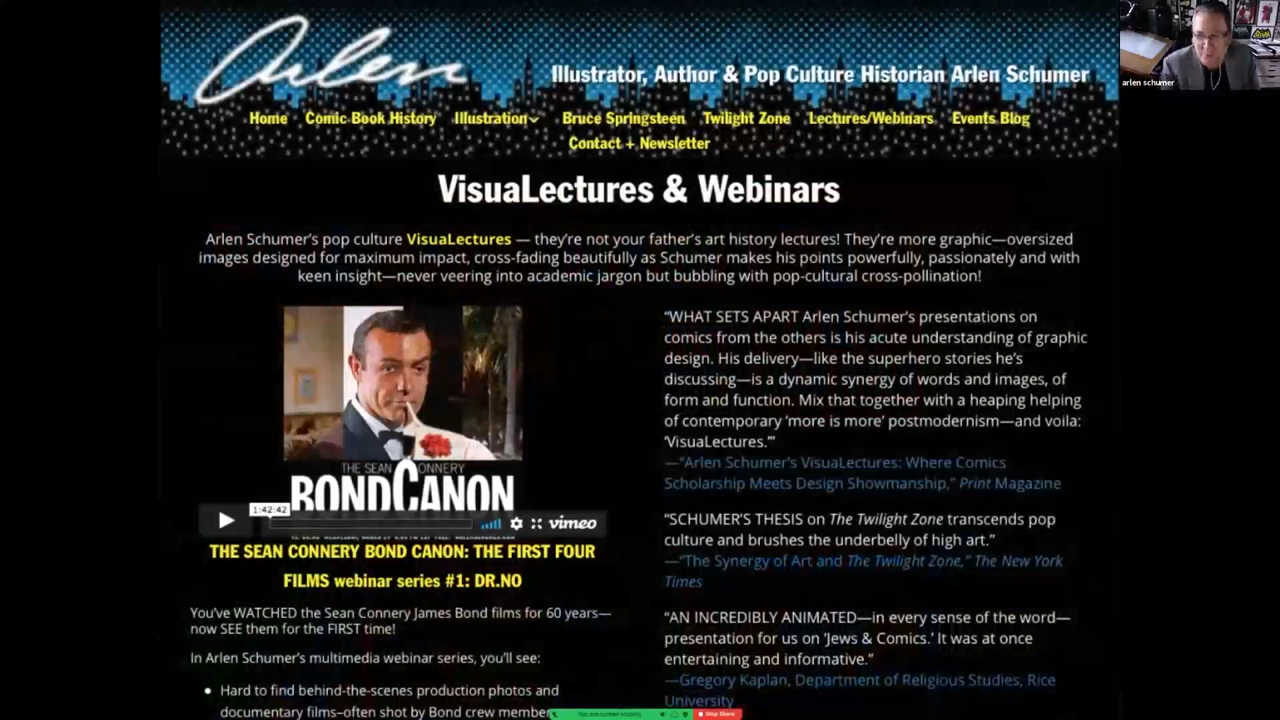 Arlen
Illustrator, Author & Pop Culture Historian Arlen Schumer
arlen schumer
Home Comic Book History Illustration Bruce Springsteen Twilight Zone Lectures/Webinars Events Blog
Contact + Newsletter
VisuaLectures & Webinars
Arlen Schumer's pop culture VisuaLectures — they're not your father's art history lectures! They're more graphic—oversized
images designed for maximum impact, cross-fading beautifully as Schumer makes his points powerfully, passionately and with
keen insight—never veering into academic jargon but bubbling with pop-cultural cross-pollination!
THE SEAN CONNERY
BONDCANON
1:42:42
vimeo
THE SEAN CONNERY BOND CANON: THE FIRST FOUR
FILMS webinar series #1: DR.NO
You've WATCHED the Sean Connery James Bond films for 60 years—
now SEE them for the FIRST time!
In Arlen Schumer's multimedia webinar series, you'll see:
• Hard to find behind-the-scenes production photos and
documentary films–often shot by Bond crew
"WHAT SETS APART Arlen Schumer's presentations on
comics from the others is his acute understanding of graphic
design. His delivery—like the superhero stories he's
discussing—is a dynamic synergy of words and images, of
form and function. Mix that together with a heaping helping
of contemporary 'more is more' postmodernism—and voila:
'VisuaLectures.'"
—"Arlen Schumer's VisuaLectures: Where Comics
Scholarship Meets Design Showmanship," Print Magazine
"SCHUMER'S THESIS on The Twilight Zone transcends pop
culture and brushes the underbelly of high art."
—"The Synergy of Art and The Twilight Zone," The New York
Times
"AN INCREDIBLY ANIMATED—in every sense of the word—
presentation for us on 'Jews & Comics.' It was at once
entertaining and informative."
—Gregory Kaplan, Department of Religious Studies, Rice
University
You are screen sharing
Stop Share